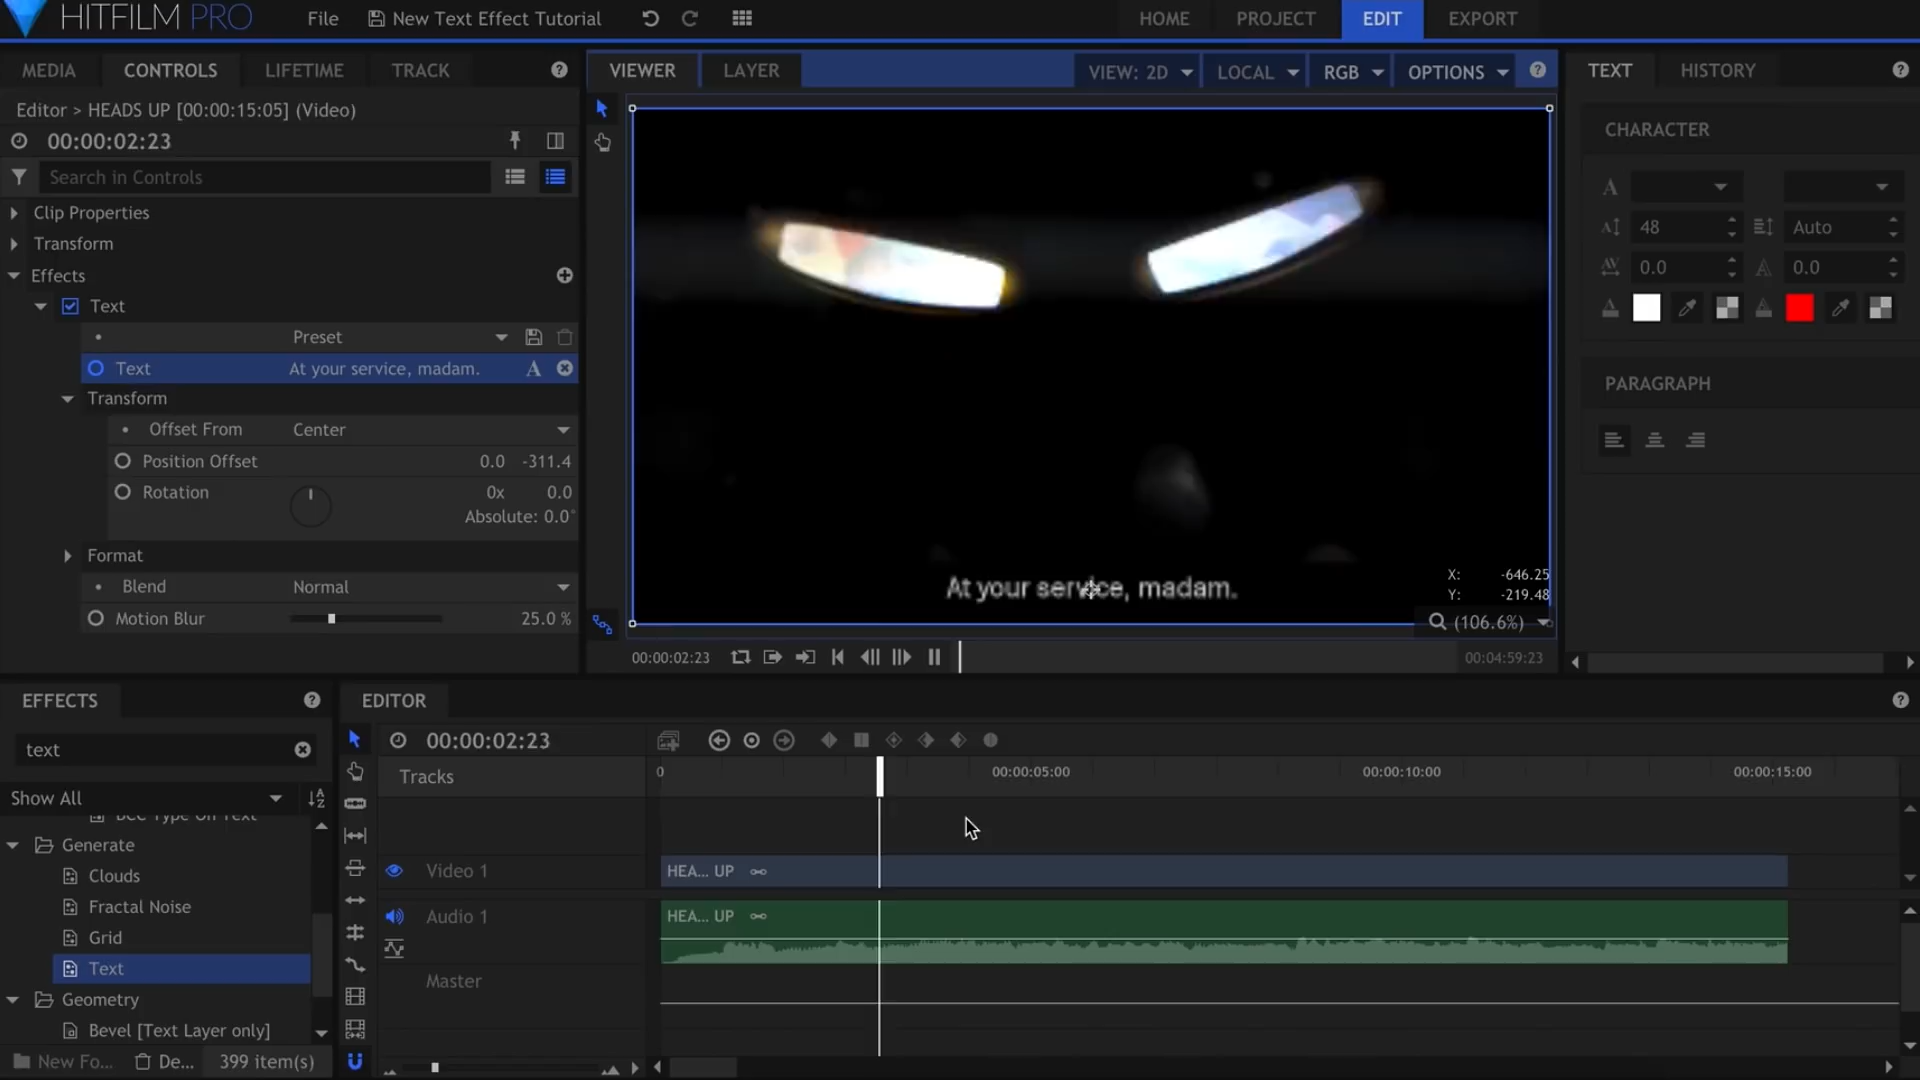 HITFILM PRO File New Text Effect Tutorial HOME PROJECT EDIT EXPORT
MEDIA CONTROLS LIFETIME TRACK
Editor > HEADS UP [00:00:15:05] (Video)
00:00:02:23
Search in Controls
Clip Properties
Transform
Effects
Text
Preset
Text At your service, madam. A
Transform
Offset From Center
Position Offset 0.0 -311.4
Rotation 0x 0.0
Absolute: 0.0°
Format
Blend Normal
Motion Blur 25.0 %
VIEWER LAYER VIEW: 2D LOCAL RGB OPTIONS
At your service, madam.
X: -646.25
Y: -219.48
(106.6%)
00:00:02:23 00:04:59:23
TEXT HISTORY
CHARACTER
48 Auto
0.0 0.0
PARAGRAPH
EFFECTS
text
Show All
BCC Type On Text
Generate
Clouds
Fractal Noise
Grid
Text
Geometry
Bevel [Text Layer only]
New Fo... De... 399 item(s)
EDITOR
00:00:02:23
Tracks 0 00:00:05:00 00:00:10:00 00:00:15:00
Video 1 HEA... UP
Audio 1 HEA... UP
Master